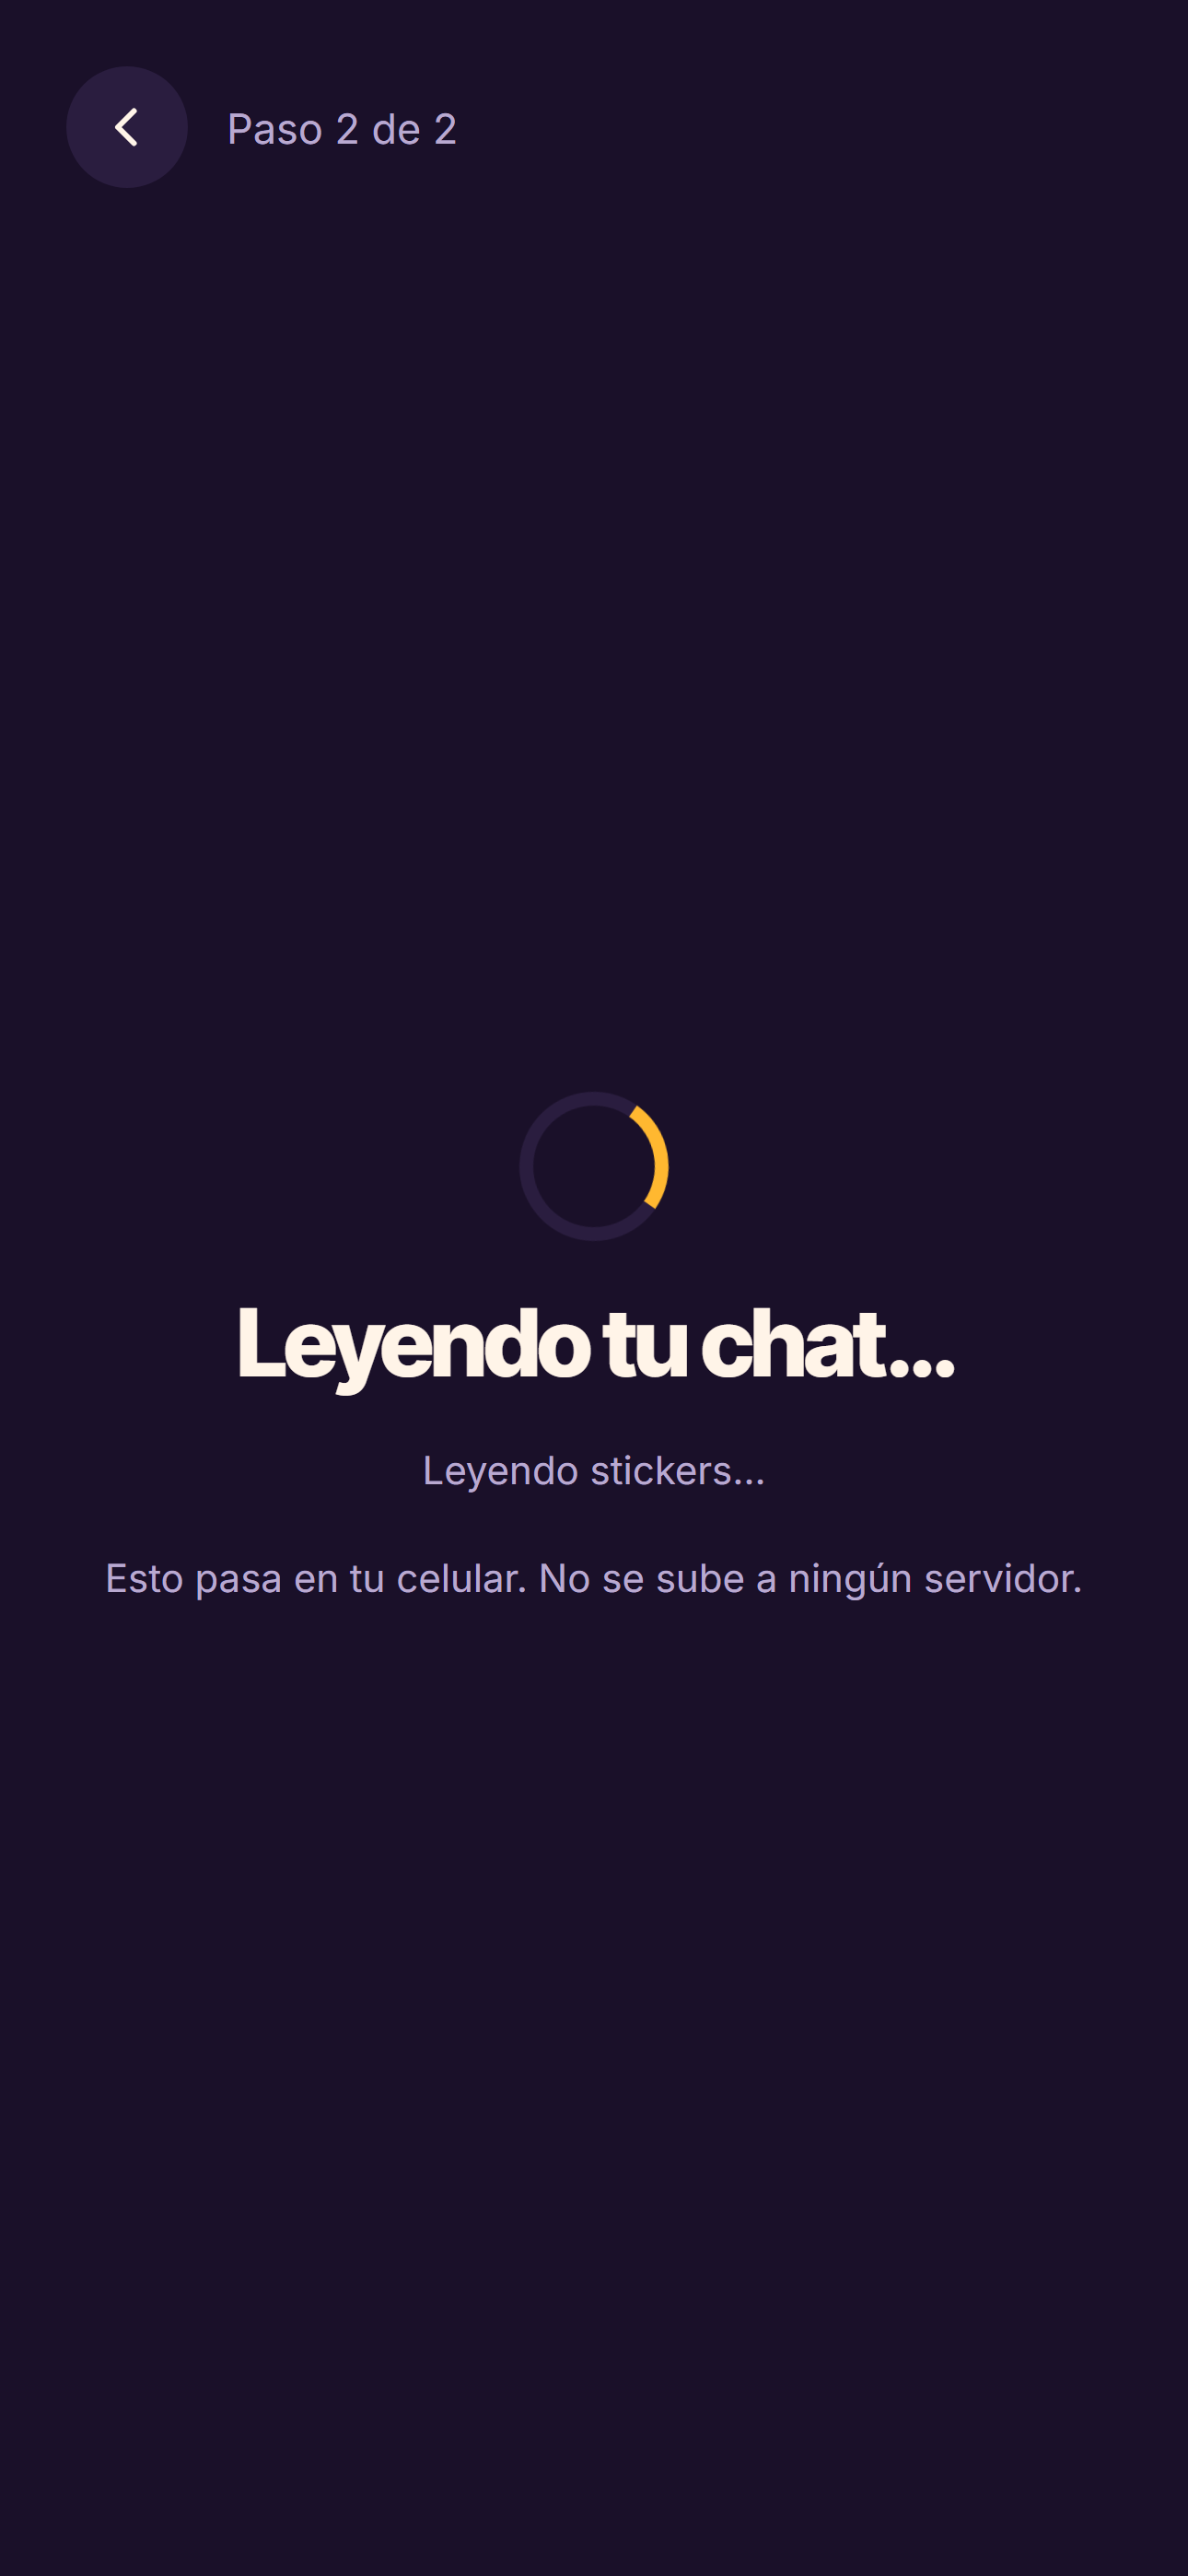 Paso 2 de 2
Leyendo tu chat...
Leyendo stickers...
Esto pasa en tu celular. No se sube a ningún servidor.